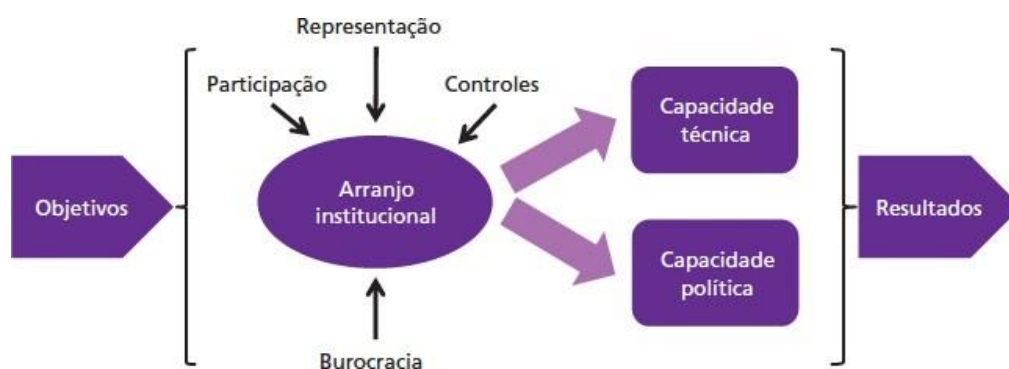 Representação
Participação
Controles
Capacidade
técnica
Objetivos
Arranjo
institucional
Resultados
Capacidade
política
Burocracia